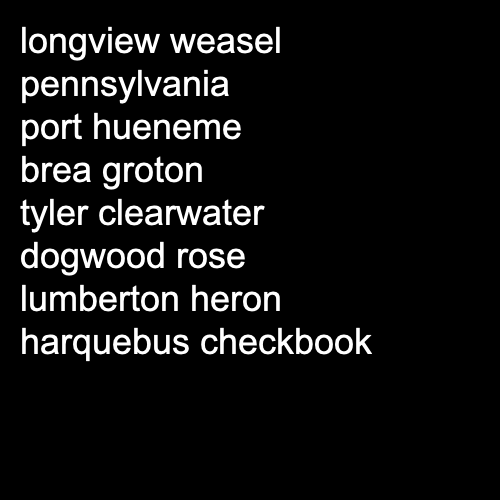 longview weasel
pennsylvania
port hueneme
brea groton
tyler clearwater
dogwood rose
lumberton heron
harquebus checkbook